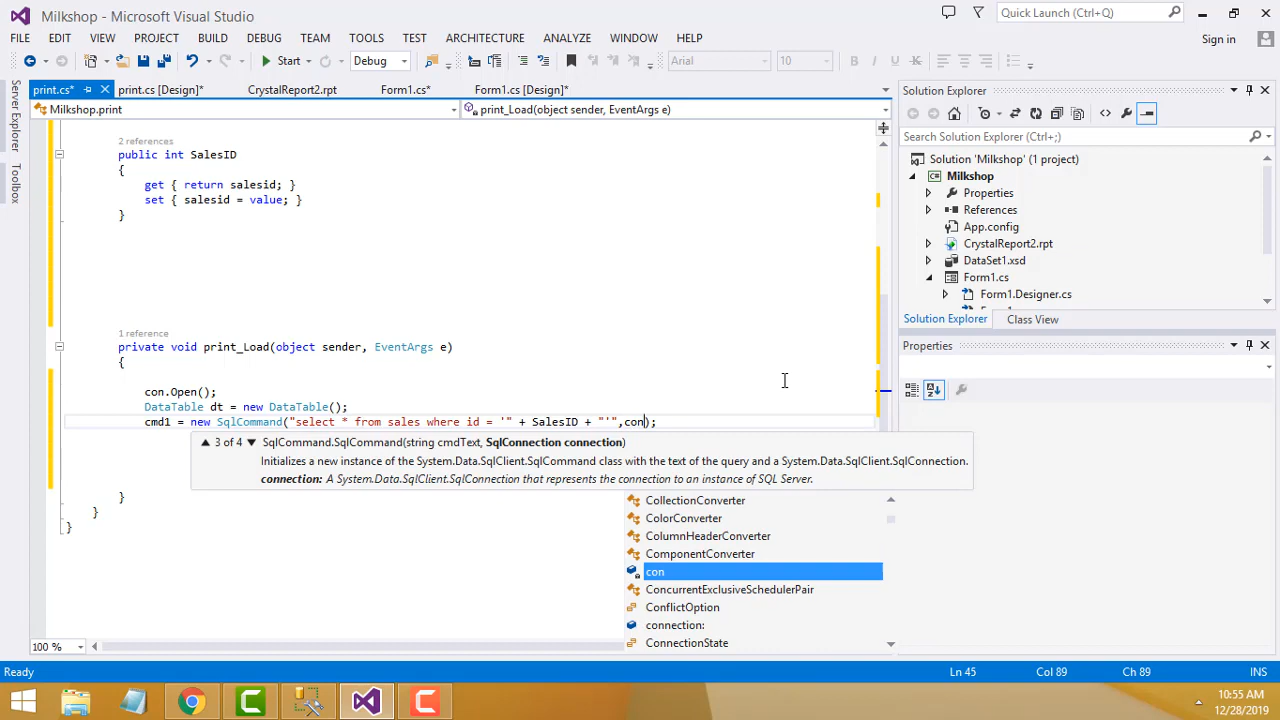 Milkshop - Microsoft Visual Studio
Quick Launch (Ctrl+Q)
FILE EDIT VIEW PROJECT BUILD DEBUG TEAM TOOLS TEST ARCHITECTURE ANALYZE WINDOW HELP
Sign in
Start Debug Arial 10
Server Explorer
Toolbox
print.cs* print.cs [Design]* CrystalReport2.rpt Form1.cs* Form1.cs [Design]*
Milkshop.print print_Load(object sender, EventArgs e)
2 references
public int SalesID
{
get { return salesid; }
set { salesid = value; }
}
1 reference
private void print_Load(object sender, EventArgs e)
{
con.Open();
DataTable dt = new DataTable();
cmd1 = new SqlCommand("select * from sales where id = '" + SalesID + "'",con);
3 of 4 SqlCommand.SqlCommand(string cmdText, SqlConnection connection)
Initializes a new instance of the System.Data.SqlClient.SqlCommand class with the text of the query and a System.Data.SqlClient.SqlConnection.
connection: A System.Data.SqlClient.SqlConnection that represents the connection to an instance of SQL Server.
}
}
}
CollectionConverter
ColorConverter
ColumnHeaderConverter
ComponentConverter
con
ConcurrentExclusiveSchedulerPair
ConflictOption
connection:
ConnectionState
100 %
Solution Explorer
Search Solution Explorer (Ctrl+;)
Solution 'Milkshop' (1 project)
Milkshop
Properties
References
App.config
CrystalReport2.rpt
DataSet1.xsd
Form1.cs
Form1.Designer.cs
Solution Explorer Class View
Properties
Ready Ln 45 Col 89 Ch 89 INS
10:55 AM
12/28/2019